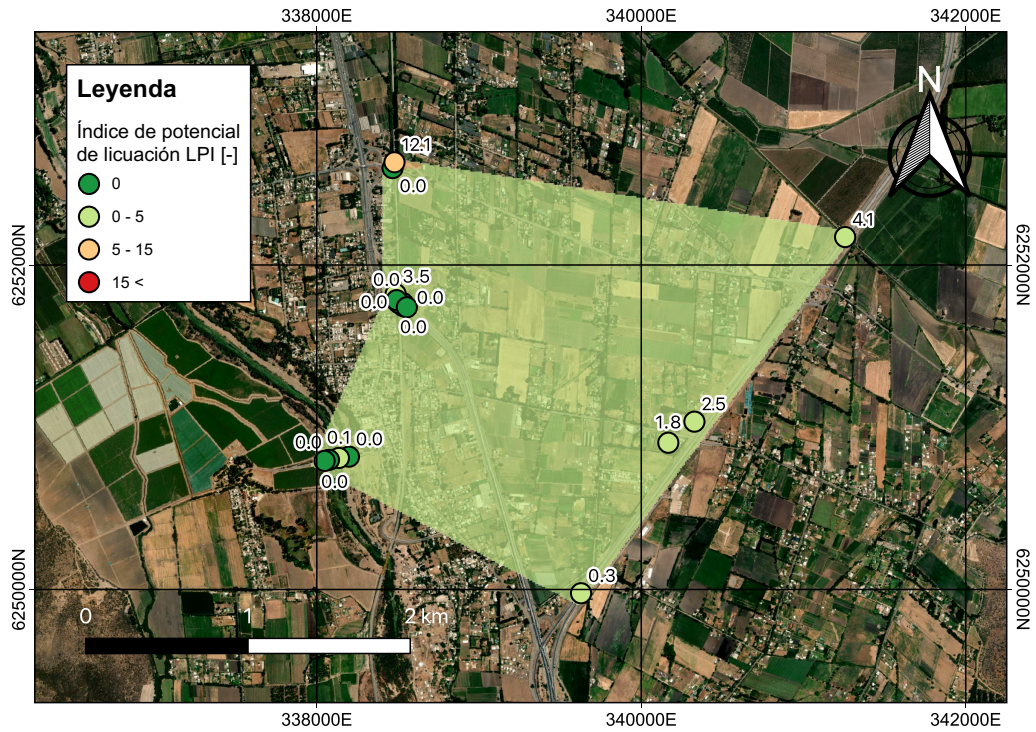 338000E
340000E
342000E
N
Leyenda
Índice de potencial
de licuación LPI [-]
0
0 - 5
5 - 15
15 <
12.1
0.0
4.1
6252000N
6252000N
0.0
3.5
0.0
0.0
0.0
2.5
1.8
0.0
0.1
0.0
0.0
0.3
6250000N
6250000N
0
1
2 km
338000E
340000E
342000E